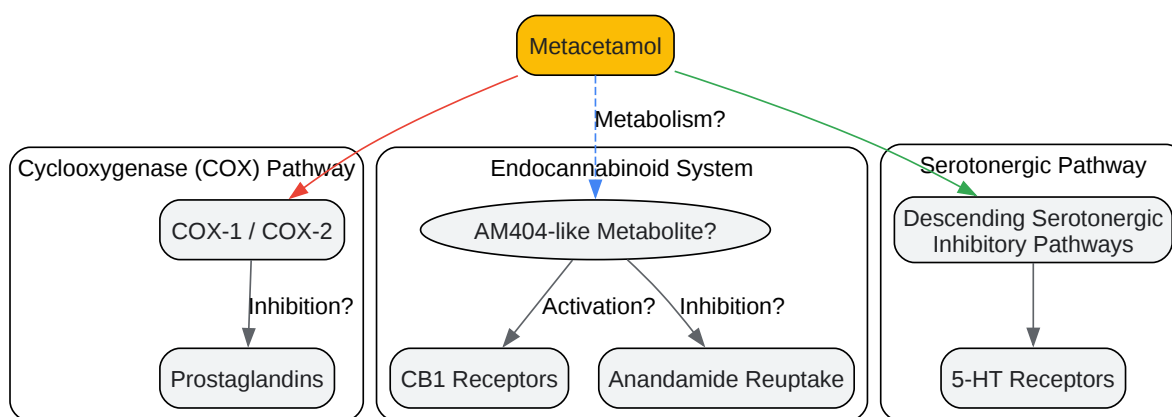 Metacetamol
Metabolism?
Cyclooxygenase (COX) Pathway
Endocannabinoid System
Serotonergic Pathway
COX-1 / COX-2
AM404-like Metabolite?
Descending Serotonergic
Inhibitory Pathways
Inhibition?
Activation?
Inhibition?
Prostaglandins
CB1 Receptors
Anandamide Reuptake
5-HT Receptors